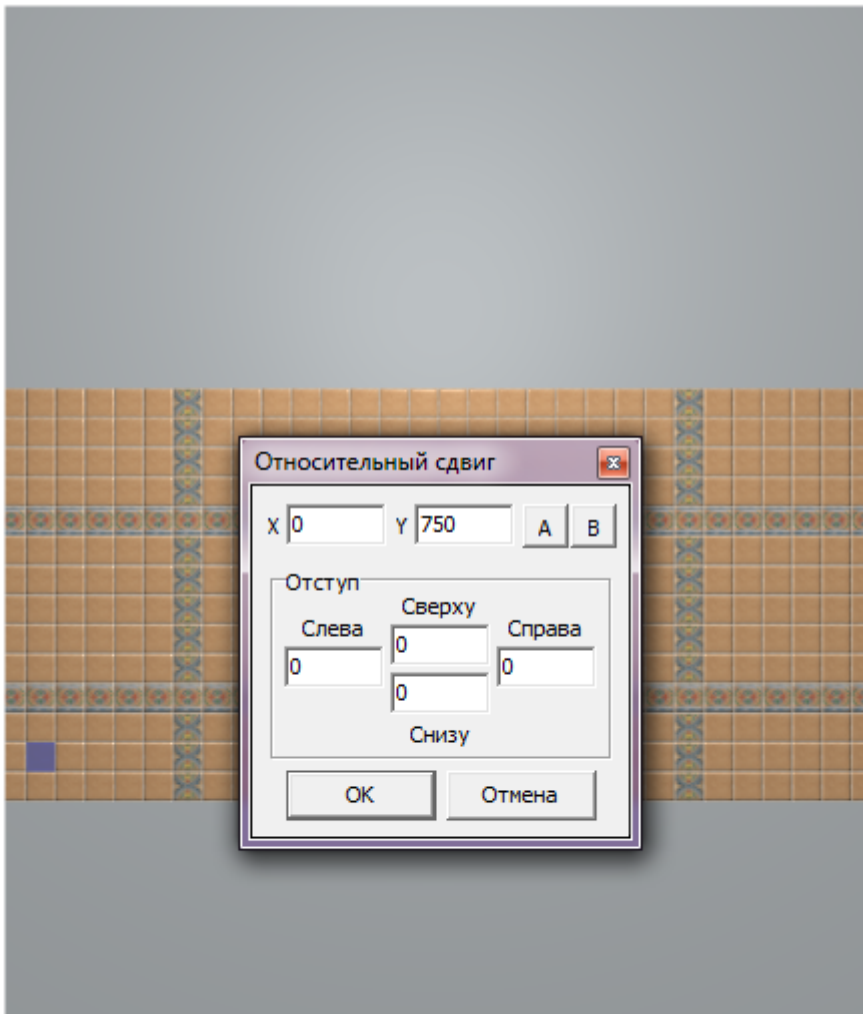 Относительный сдвиг
X 0 Y 750 A B
Отступ
Сверху
Слева 0 Справа
0 0 0
Снизу
OK Отмена